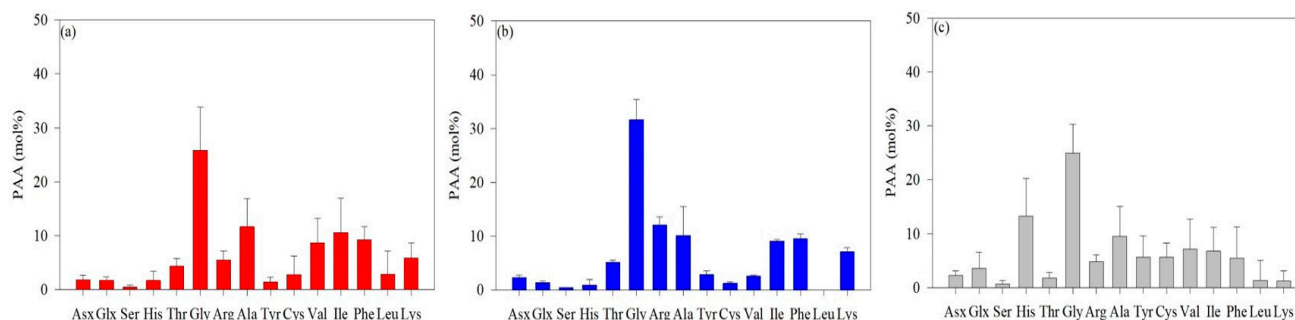 (a)
50
40
30
20
10
0
PAA (mol%)
Asx Glx Ser His Thr Gly Arg Ala Tyr Cys Val Ile Phe Leu Lys
(b)
50
40
30
20
10
0
PAA (mol%)
Asx Glx Ser His Thr Gly Arg Ala Tyr Cys Val Ile Phe Leu Lys
(c)
50
40
30
20
10
0
PAA (mol%)
Asx Glx Ser His Thr Gly Arg Ala Tyr Cys Val Ile Phe Leu Lys